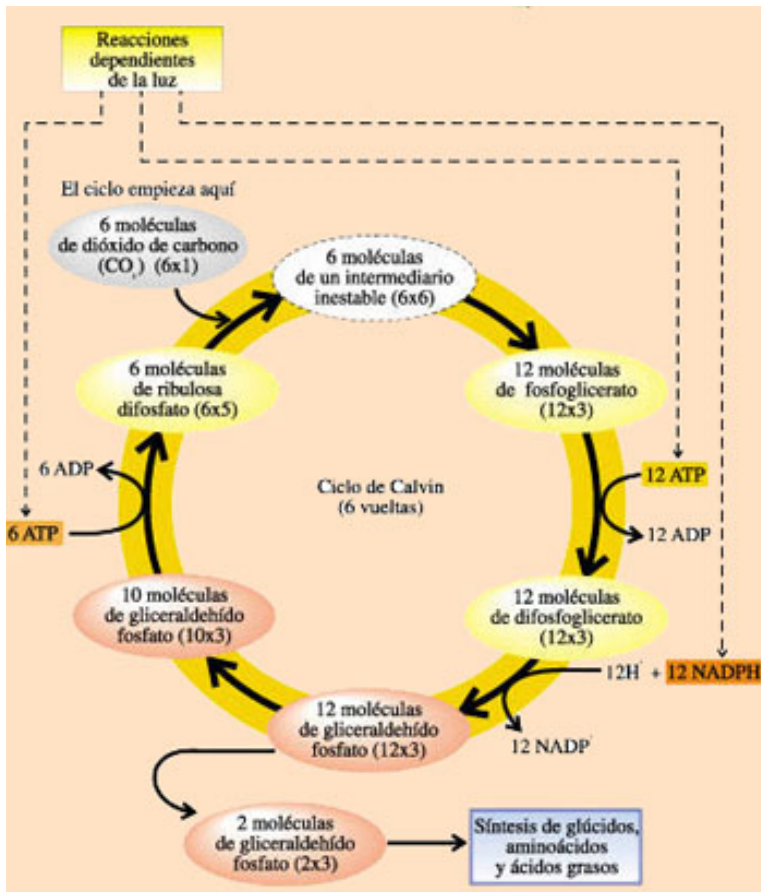 Reacciones
dependientes
de la luz
El ciclo empieza aquí
6 moléculas
de dióxido de carbono
(CO₂) (6x1)
6 moléculas
de un intermediario
inestable (6x6)
6 moléculas
de ribulosa
difosfato (6x5)
12 moléculas
de fosfoglicerato
(12x3)
6 ADP
6 ATP
Ciclo de Calvin
(6 vueltas)
12 ATP
12 ADP
10 moléculas
de gliceraldehído
fosfato (10x3)
12 moléculas
de difosfoglicerato
(12x3)
12H⁺ + 12 NADPH
12 NADP⁺
12 moléculas
de gliceraldehído
fosfato (12x3)
2 moléculas
de gliceraldehído
fosfato (2x3)
Síntesis de glúcidos,
aminoácidos
y ácidos grasos